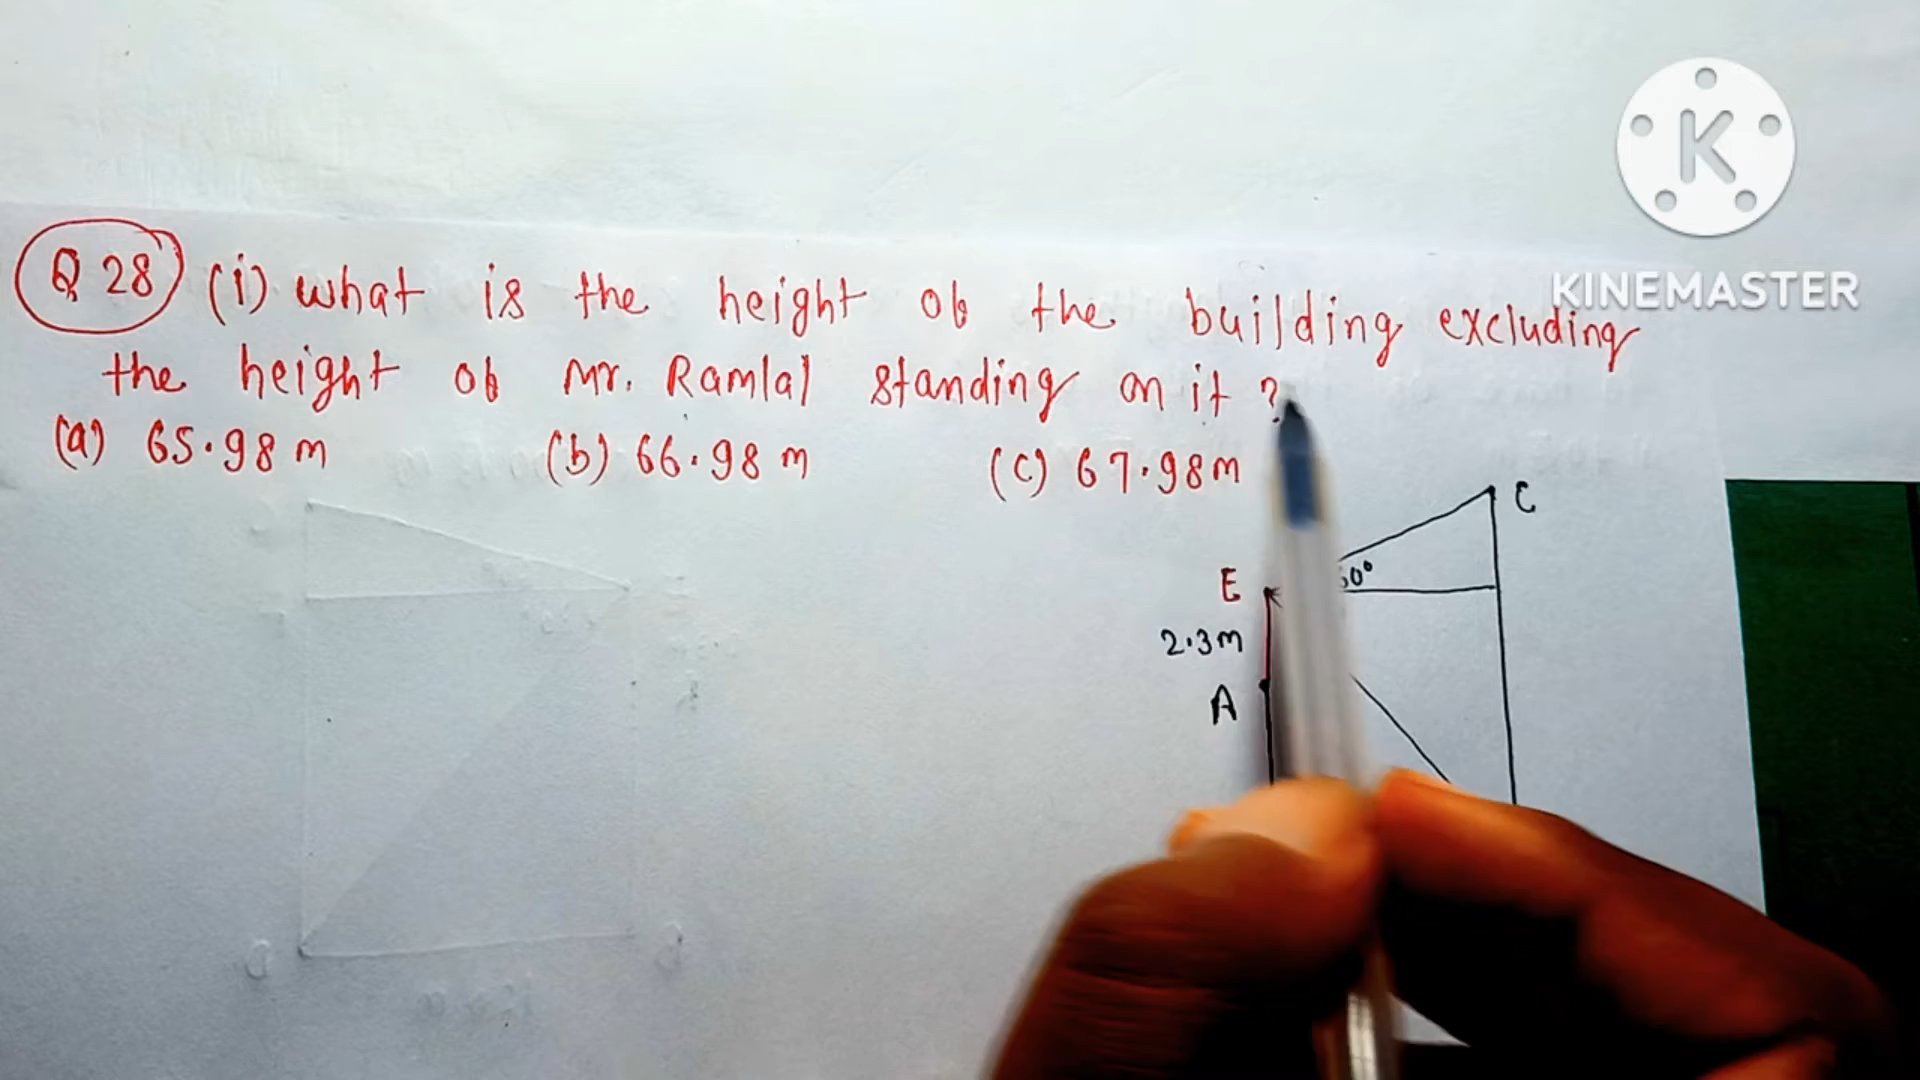 Q 28 (i) what is the height of the building excluding
the height of Mr. Ramlal standing on it ?
(a) 65.98 m (b) 66.98 m (c) 67.98 m
C
E
2.3m
A
K
KINEMASTER